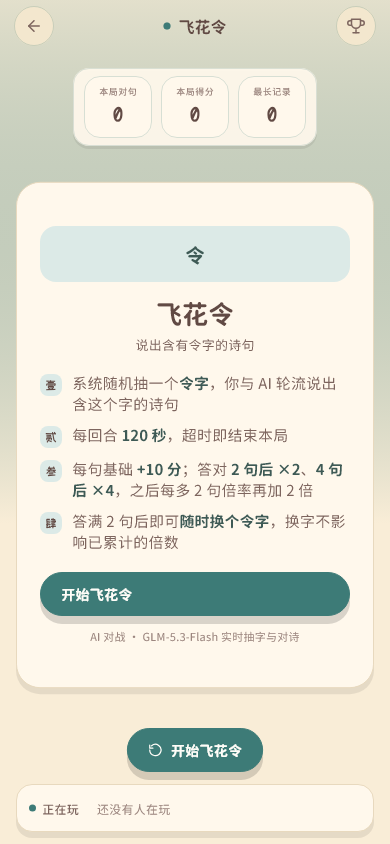 飞花令
本局对句
本局得分
最长记录
0
0
0
令
飞花令
说出含有令字的诗句
壹
系统随机抽一个令字，你与 AI 轮流说出
含这个字的诗句
贰
每回合 120 秒，超时即结束本局
叁
每句基础 +10 分；答对 2 句后 ×2、4 句
后 ×4，之后每多 2 句倍率再加 2 倍
肆
答满 2 句后即可随时换个令字，换字不影
响已累计的倍数
开始飞花令
AI 对战 · GLM-5.3-Flash 实时抽字与对诗
开始飞花令
正在玩
还没有人在玩